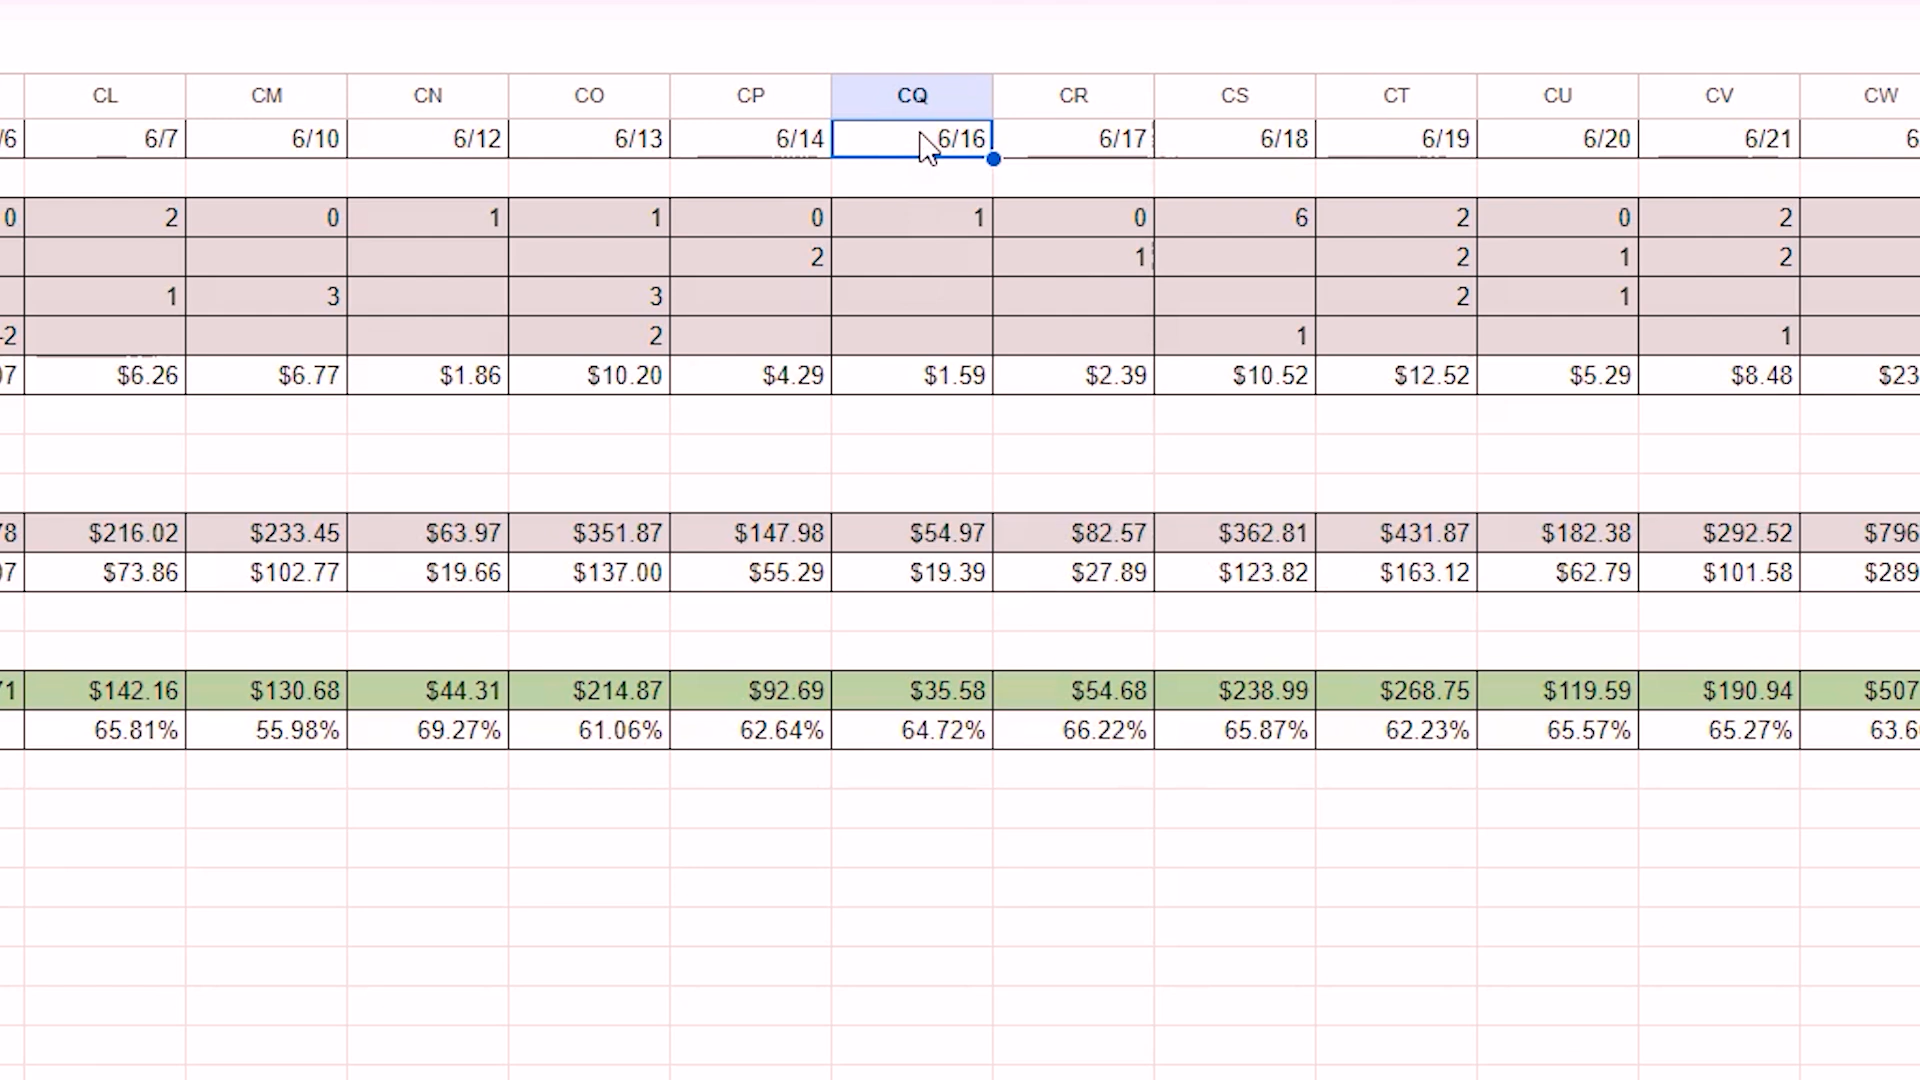 CL CM CN CO CP CQ CR CS CT CU CV CW
/6 6/7 6/10 6/12 6/13 6/14 6/16 6/17 6/18 6/19 6/20 6/21 6
0 2 0 1 1 0 1 0 6 2 0 2
2 1 2 1 2
1 3 3 2 1
-2 2 1 1
07 $6.26 $6.77 $1.86 $10.20 $4.29 $1.59 $2.39 $10.52 $12.52 $5.29 $8.48 $23
78 $216.02 $233.45 $63.97 $351.87 $147.98 $54.97 $82.57 $362.81 $431.87 $182.38 $292.52 $796
07 $73.86 $102.77 $19.66 $137.00 $55.29 $19.39 $27.89 $123.82 $163.12 $62.79 $101.58 $289
71 $142.16 $130.68 $44.31 $214.87 $92.69 $35.58 $54.68 $238.99 $268.75 $119.59 $190.94 $507
65.81% 55.98% 69.27% 61.06% 62.64% 64.72% 66.22% 65.87% 62.23% 65.57% 65.27% 63.6